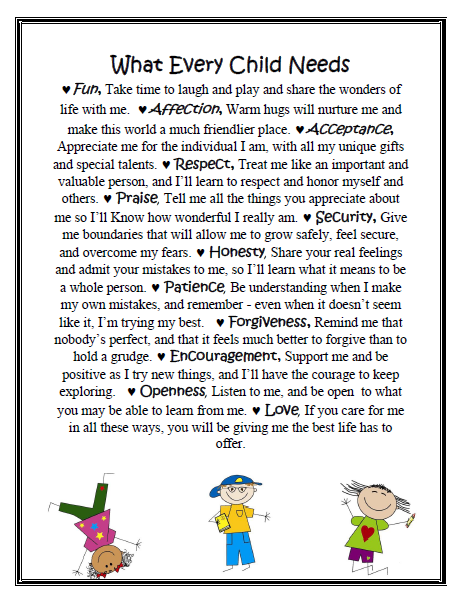 What Every Child Needs
♥Fun, Take time to laugh and play and share the wonders of
life with me. ♥Affection, Warm hugs will nurture me and
make this world a much friendlier place. ♥Acceptance,
Appreciate me for the individual I am, with all my unique gifts
and special talents. ♥ Respect, Treat me like an important and
valuable person, and I'll learn to respect and honor myself and
others. ♥ Praise, Tell me all the things you appreciate about
me so I'll Know how wonderful I really am. ♥ Security, Give
me boundaries that will allow me to grow safely, feel secure,
and overcome my fears. ♥ Honesty, Share your real feelings
and admit your mistakes to me, so I'll learn what it means to be
a whole person. ♥ Patience, Be understanding when I make
my own mistakes, and remember - even when it doesn't seem
like it, I'm trying my best. ♥ Forgiveness, Remind me that
nobody's perfect, and that it feels much better to forgive than to
hold a grudge. ♥ Encouragement, Support me and be
positive as I try new things, and I'll have the courage to keep
exploring. ♥ Openness, Listen to me, and be open to what
you may be able to learn from me. ♥ Love, If you care for me
in all these ways, you will be giving me the best life has to
offer.